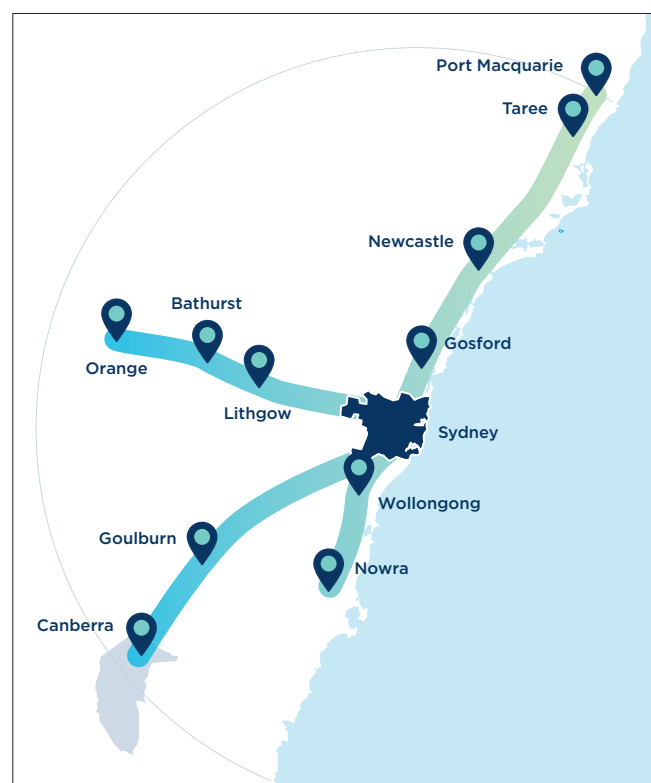 Port Macquarie
Taree
Newcastle
Bathurst
Gosford
Orange
Lithgow
Sydney
Wollongong
Goulburn
Nowra
Canberra